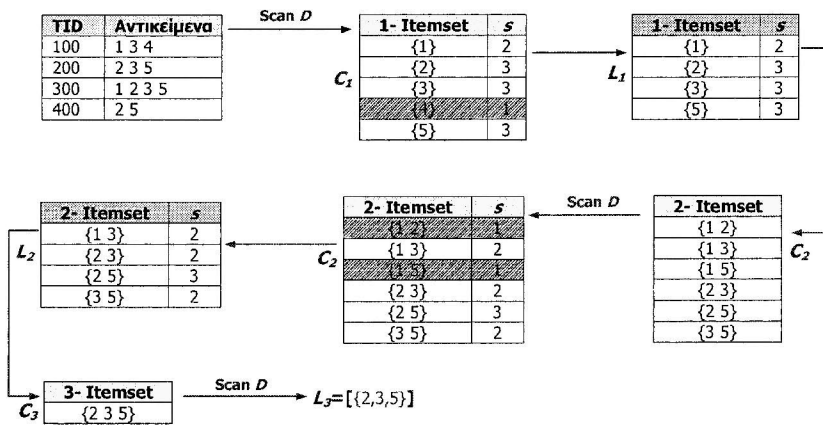 TID Αντικείμενα
100 1 3 4
200 2 3 5
300 1 2 3 5
400 2 5
Scan D
C1
1- Itemset s
{1} 2
{2} 3
{3} 3
{4} 1
{5} 3
L1
1- Itemset s
{1} 2
{2} 3
{3} 3
{5} 3
C2
2- Itemset
{1 2}
{1 3}
{1 5}
{2 3}
{2 5}
{3 5}
Scan D
C2
2- Itemset s
{1 2} 1
{1 3} 2
{1 5} 1
{2 3} 2
{2 5} 3
{3 5} 2
L2
2- Itemset s
{1 3} 2
{2 3} 2
{2 5} 3
{3 5} 2
C3
3- Itemset
{2 3 5}
Scan D
L3=[{2,3,5}]